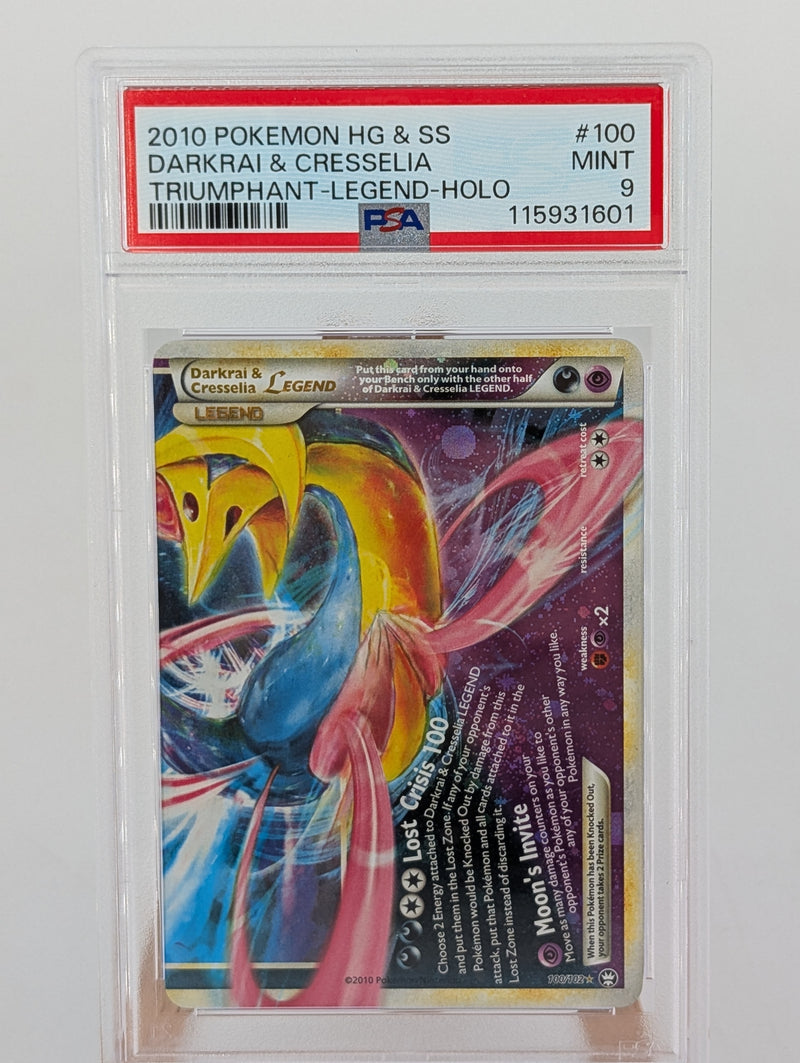 2010 POKEMON HG & SS #100
DARKRAI & CRESSELIA MINT
TRIUMPHANT-LEGEND-HOLO 9
PSA 115931601
Darkrai &
Cresselia LEGEND
LEGEND
Put this card from your hand onto
your Bench only with the other half
of Darkrai & Cresselia LEGEND.
retreat cost
resistance
weakness
×2
Lost Crisis 100
Choose 2 Energy attached to Darkrai & Cresselia LEGEND
and put them in the Lost Zone. If any of your opponent's
Pokémon would be Knocked Out by damage from this
attack, put that Pokémon and all cards attached to it in the
Lost Zone instead of discarding it.
Moon's Invite
Move as many damage counters on your
opponent's Pokémon as you like to
any of your opponent's other
Pokémon in any way you like.
When this Pokémon has been Knocked Out,
your opponent takes 2 Prize cards.
©2010 Pokémon/Nintendo
100/102★